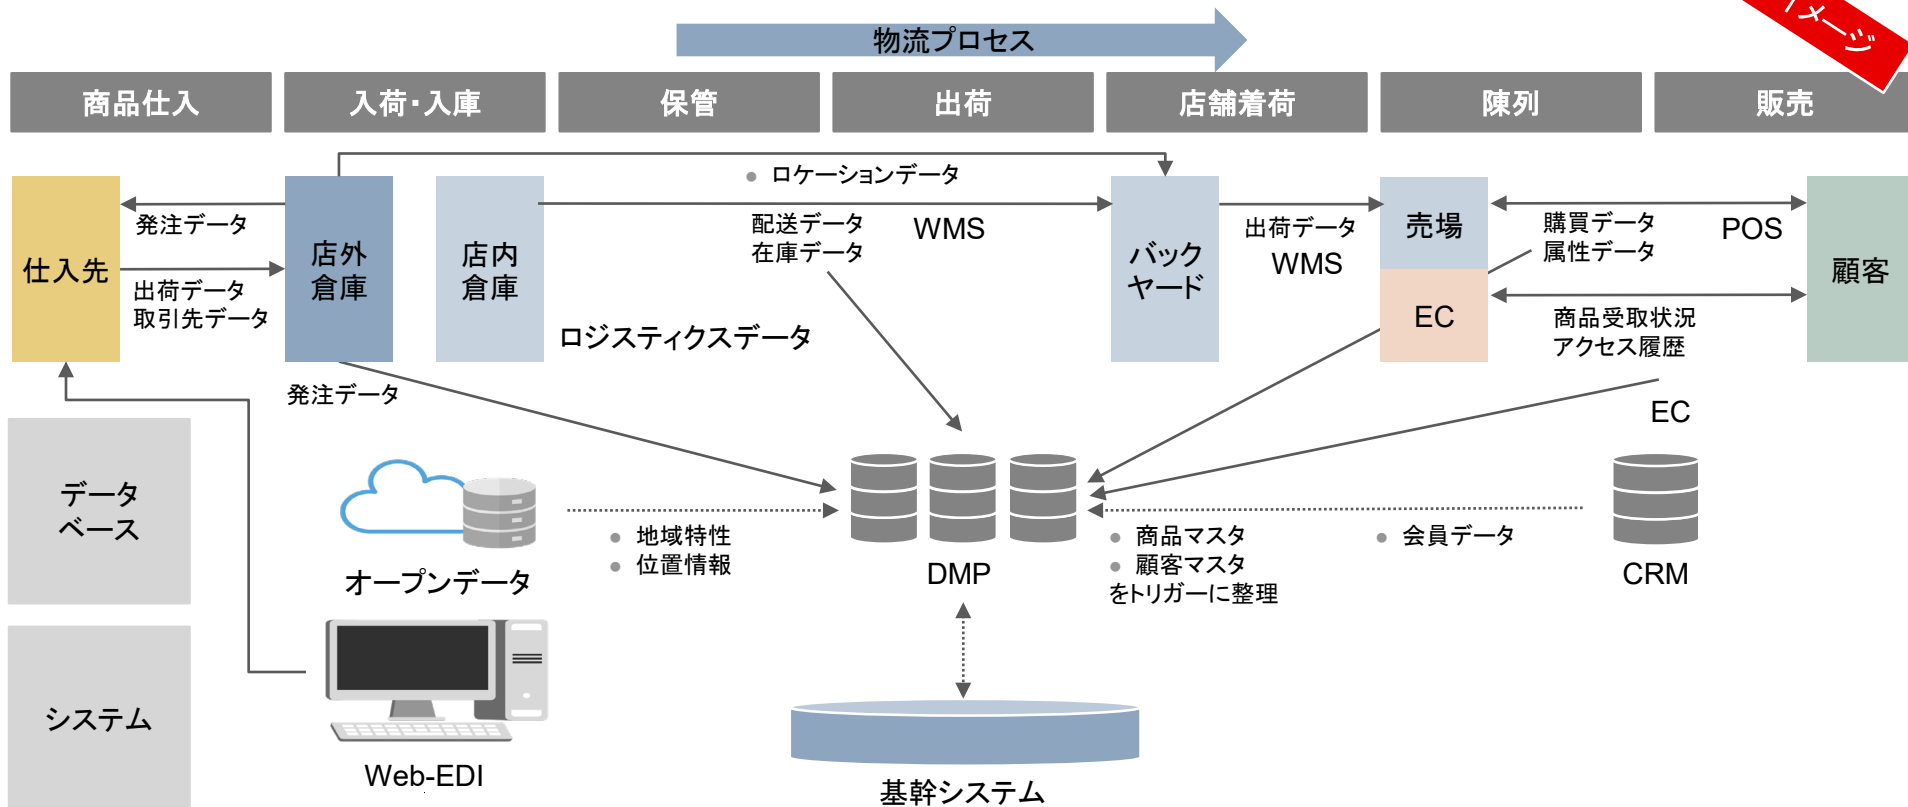 物流プロセス
イメージ
商品仕入
入荷・入庫
保管
出荷
店舗着荷
陳列
販売
仕入先
発注データ
出荷データ
取引先データ
店外
倉庫
店内
倉庫
ロケーションデータ
配送データ
在庫データ
WMS
ロジスティクスデータ
バック
ヤード
出荷データ
WMS
売場
EC
購買データ
属性データ
POS
商品受取状況
アクセス履歴
EC
顧客
発注データ
データ
ベース
オープンデータ
地域特性
位置情報
DMP
商品マスタ
顧客マスタ
をトリガーに整理
会員データ
CRM
システム
Web-EDI
基幹システム